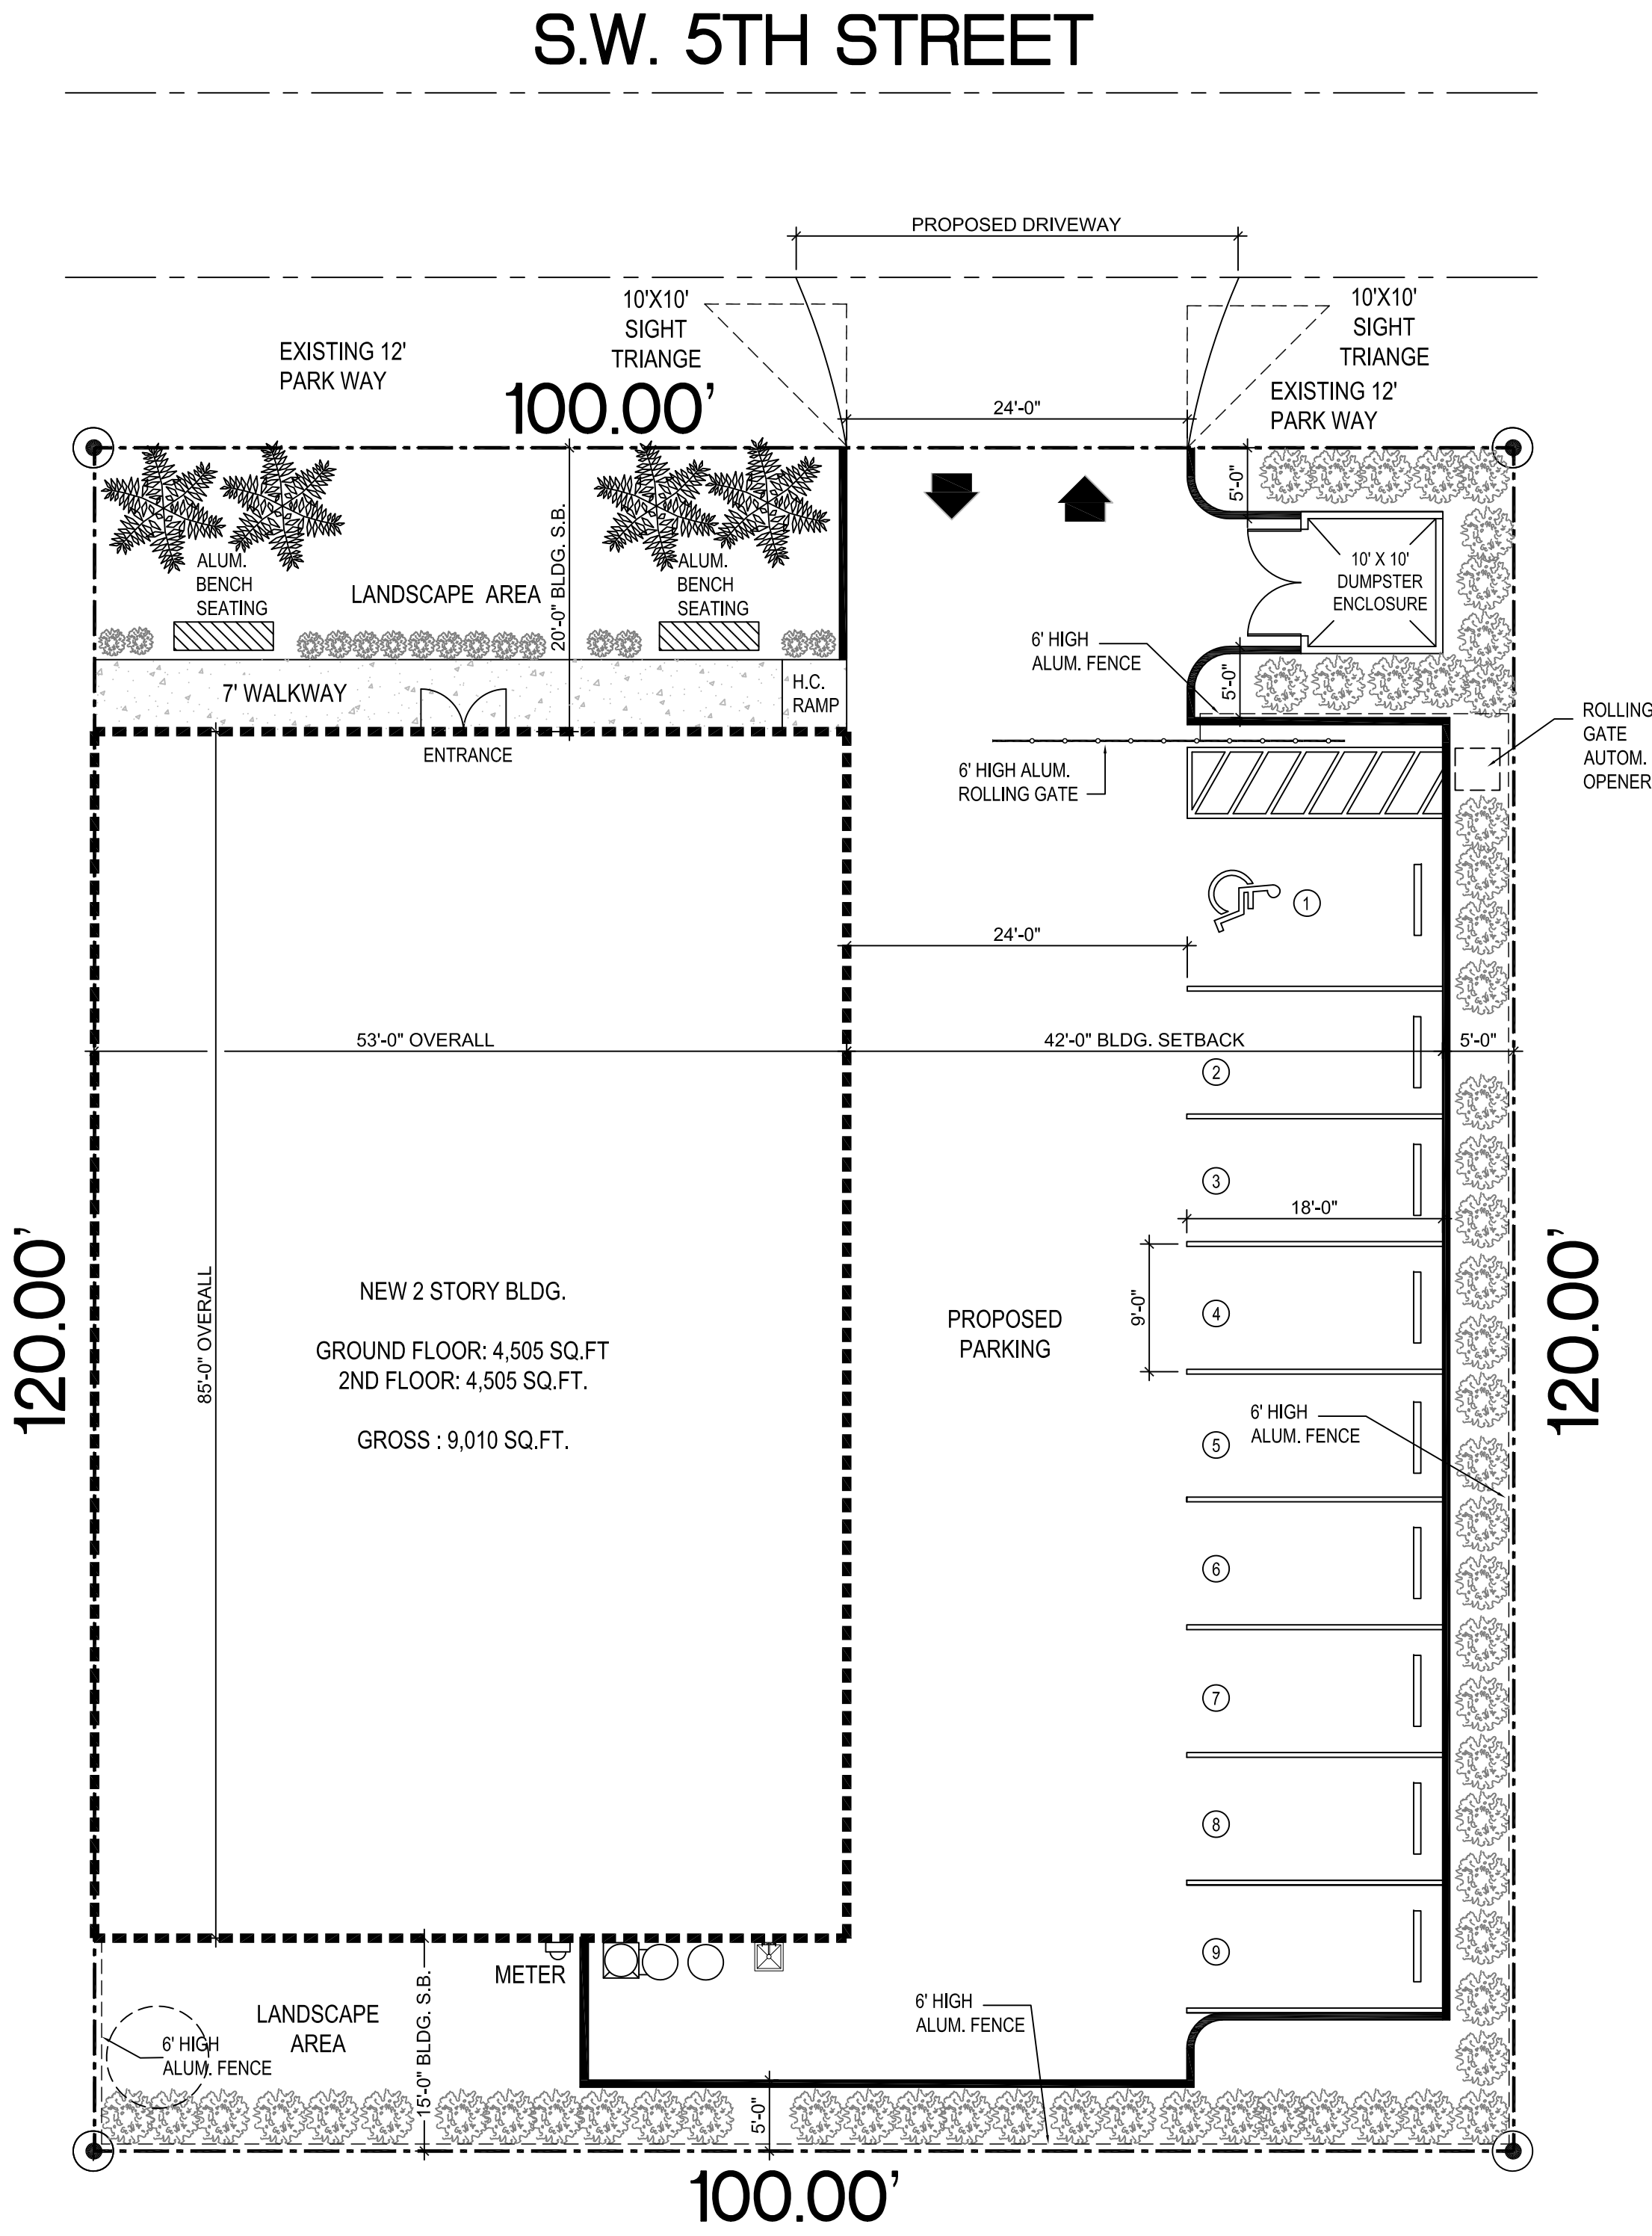 S.W. 5TH STREET
PROPOSED DRIVEWAY
10'X10'
SIGHT
TRIANGE
10'X10'
SIGHT
TRIANGE
EXISTING 12'
PARK WAY
EXISTING 12'
PARK WAY
100.00'
24'-0"
5'-0"
20'-0" BLDG. S.B.
ALUM.
BENCH
SEATING
LANDSCAPE AREA
ALUM.
BENCH
SEATING
10' X 10'
DUMPSTER
ENCLOSURE
6' HIGH
ALUM. FENCE
5'-0"
7' WALKWAY
H.C.
RAMP
ENTRANCE
ROLLING
GATE
AUTOM.
OPENER
6' HIGH ALUM.
ROLLING GATE
1
24'-0"
53'-0" OVERALL
42'-0" BLDG. SETBACK
5'-0"
2
3
18'-0"
120.00'
85'-0" OVERALL
NEW 2 STORY BLDG.
GROUND FLOOR: 4,505 SQ.FT
2ND FLOOR: 4,505 SQ.FT.
GROSS : 9,010 SQ.FT.
PROPOSED
PARKING
9'-0"
4
120.00'
6' HIGH
ALUM. FENCE
5
6
7
8
9
METER
LANDSCAPE
AREA
15'-0" BLDG. S.B.
6' HIGH
ALUM. FENCE
6' HIGH
ALUM. FENCE
5'-0"
100.00'